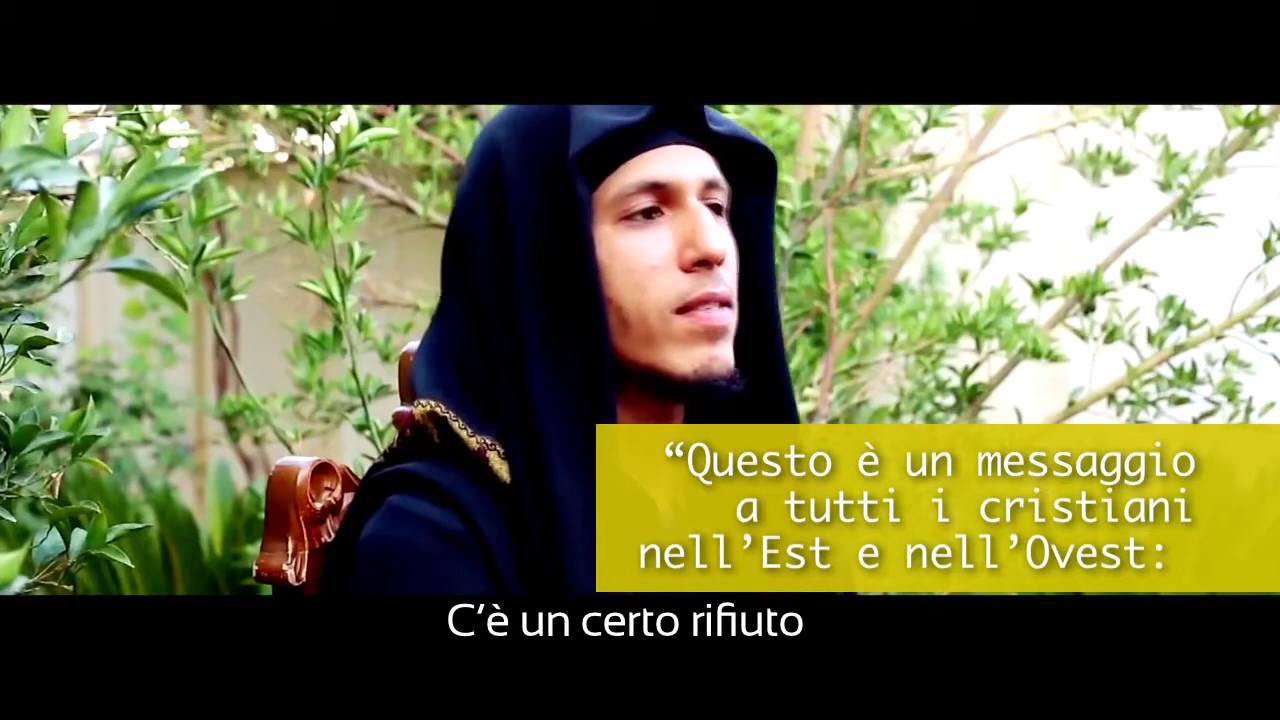 “Questo è un messaggio
a tutti i cristiani
nell’Est e nell’Ovest:
C’è un certo rifiuto